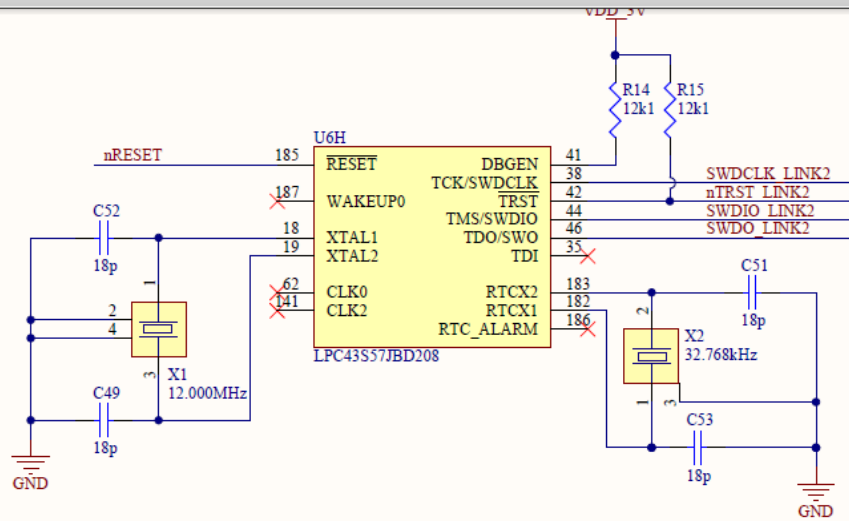 VDD_3V
R14
12k1
R15
12k1
U6H
nRESET
185
RESET
187
WAKEUP0
18
XTAL1
19
XTAL2
62
CLK0
141
CLK2
DBGEN
41
TCK/SWDCLK
38
SWDCLK_LINK2
TRST
42
nTRST_LINK2
TMS/SWDIO
44
SWDIO_LINK2
TDO/SWO
46
SWDO_LINK2
TDI
35
RTCX2
183
RTCX1
182
RTC_ALARM
186
LPC43S57JBD208
C52
18p
1
2
4
3
X1
12.000MHz
C49
18p
GND
C51
18p
2
X2
32.768kHz
1
3
C53
18p
GND